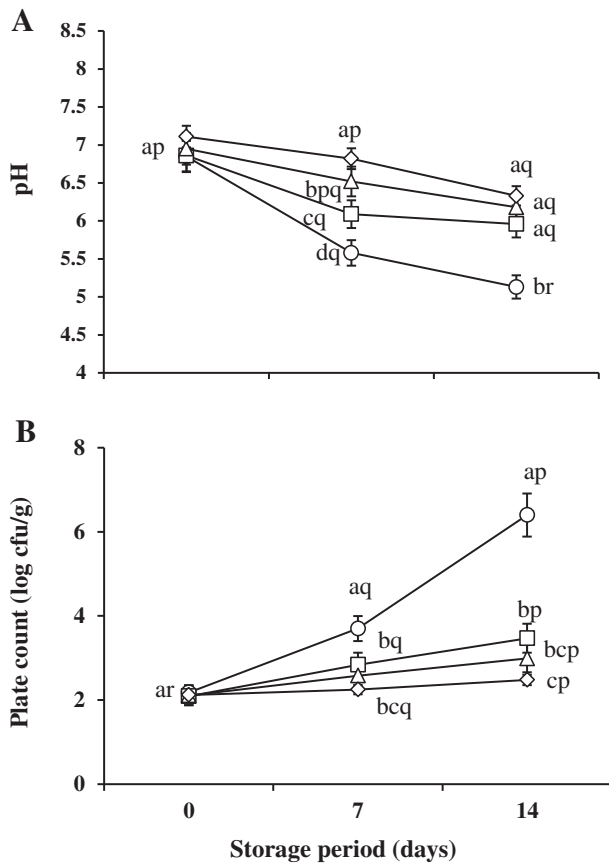 A
8.5
8
7.5
7
6.5
6
5.5
5
4.5
4
pH
ap
ap
bpq
cq
dq
aq
aq
aq
br
B
8
6
4
2
0
Plate count (log cfu/g)
ar
aq
bq
bcq
ap
bp
bcp
cp
0 7 14
Storage period (days)